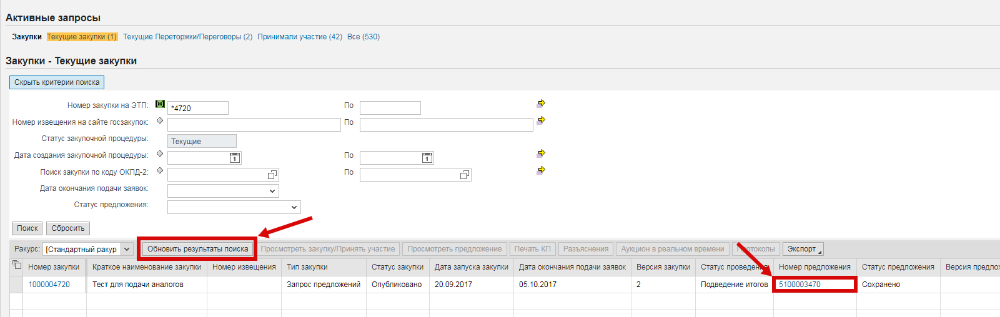 Активные запросы
Закупки Текущие закупки (1) Текущие Переторжки/Переговоры (2) Принимали участие (42) Все (530)
Закупки - Текущие закупки
Скрыть критерии поиска
Номер закупки на ЭТП: *4720 По
Номер извещения на сайте госзакупок: По
Статус закупочной процедуры: Текущие
Дата создания закупочной процедуры: 1 По 1
Поиск закупки по коду ОКПД-2: По
Дата окончания подачи заявок:
Статус предложения:
Поиск Сбросить
Ракурс: [Стандартный ракур Обновить результаты поиска Просмотреть закупку/Принять участие Просмотреть предложение Печать КП Разъяснения Аукцион в реальном времени Протоколы Экспорт
Номер закупки Краткое наименование закупки Номер извещения Тип закупки Статус закупки Дата запуска закупки Дата окончания подачи заявок Версия закупки Статус проведения Номер предложения Статус предложения Версия предлож
1000004720 Тест для подачи аналогов Запрос предложений Опубликовано 20.09.2017 05.10.2017 2 Подведение итогов 5100003470 Сохранено